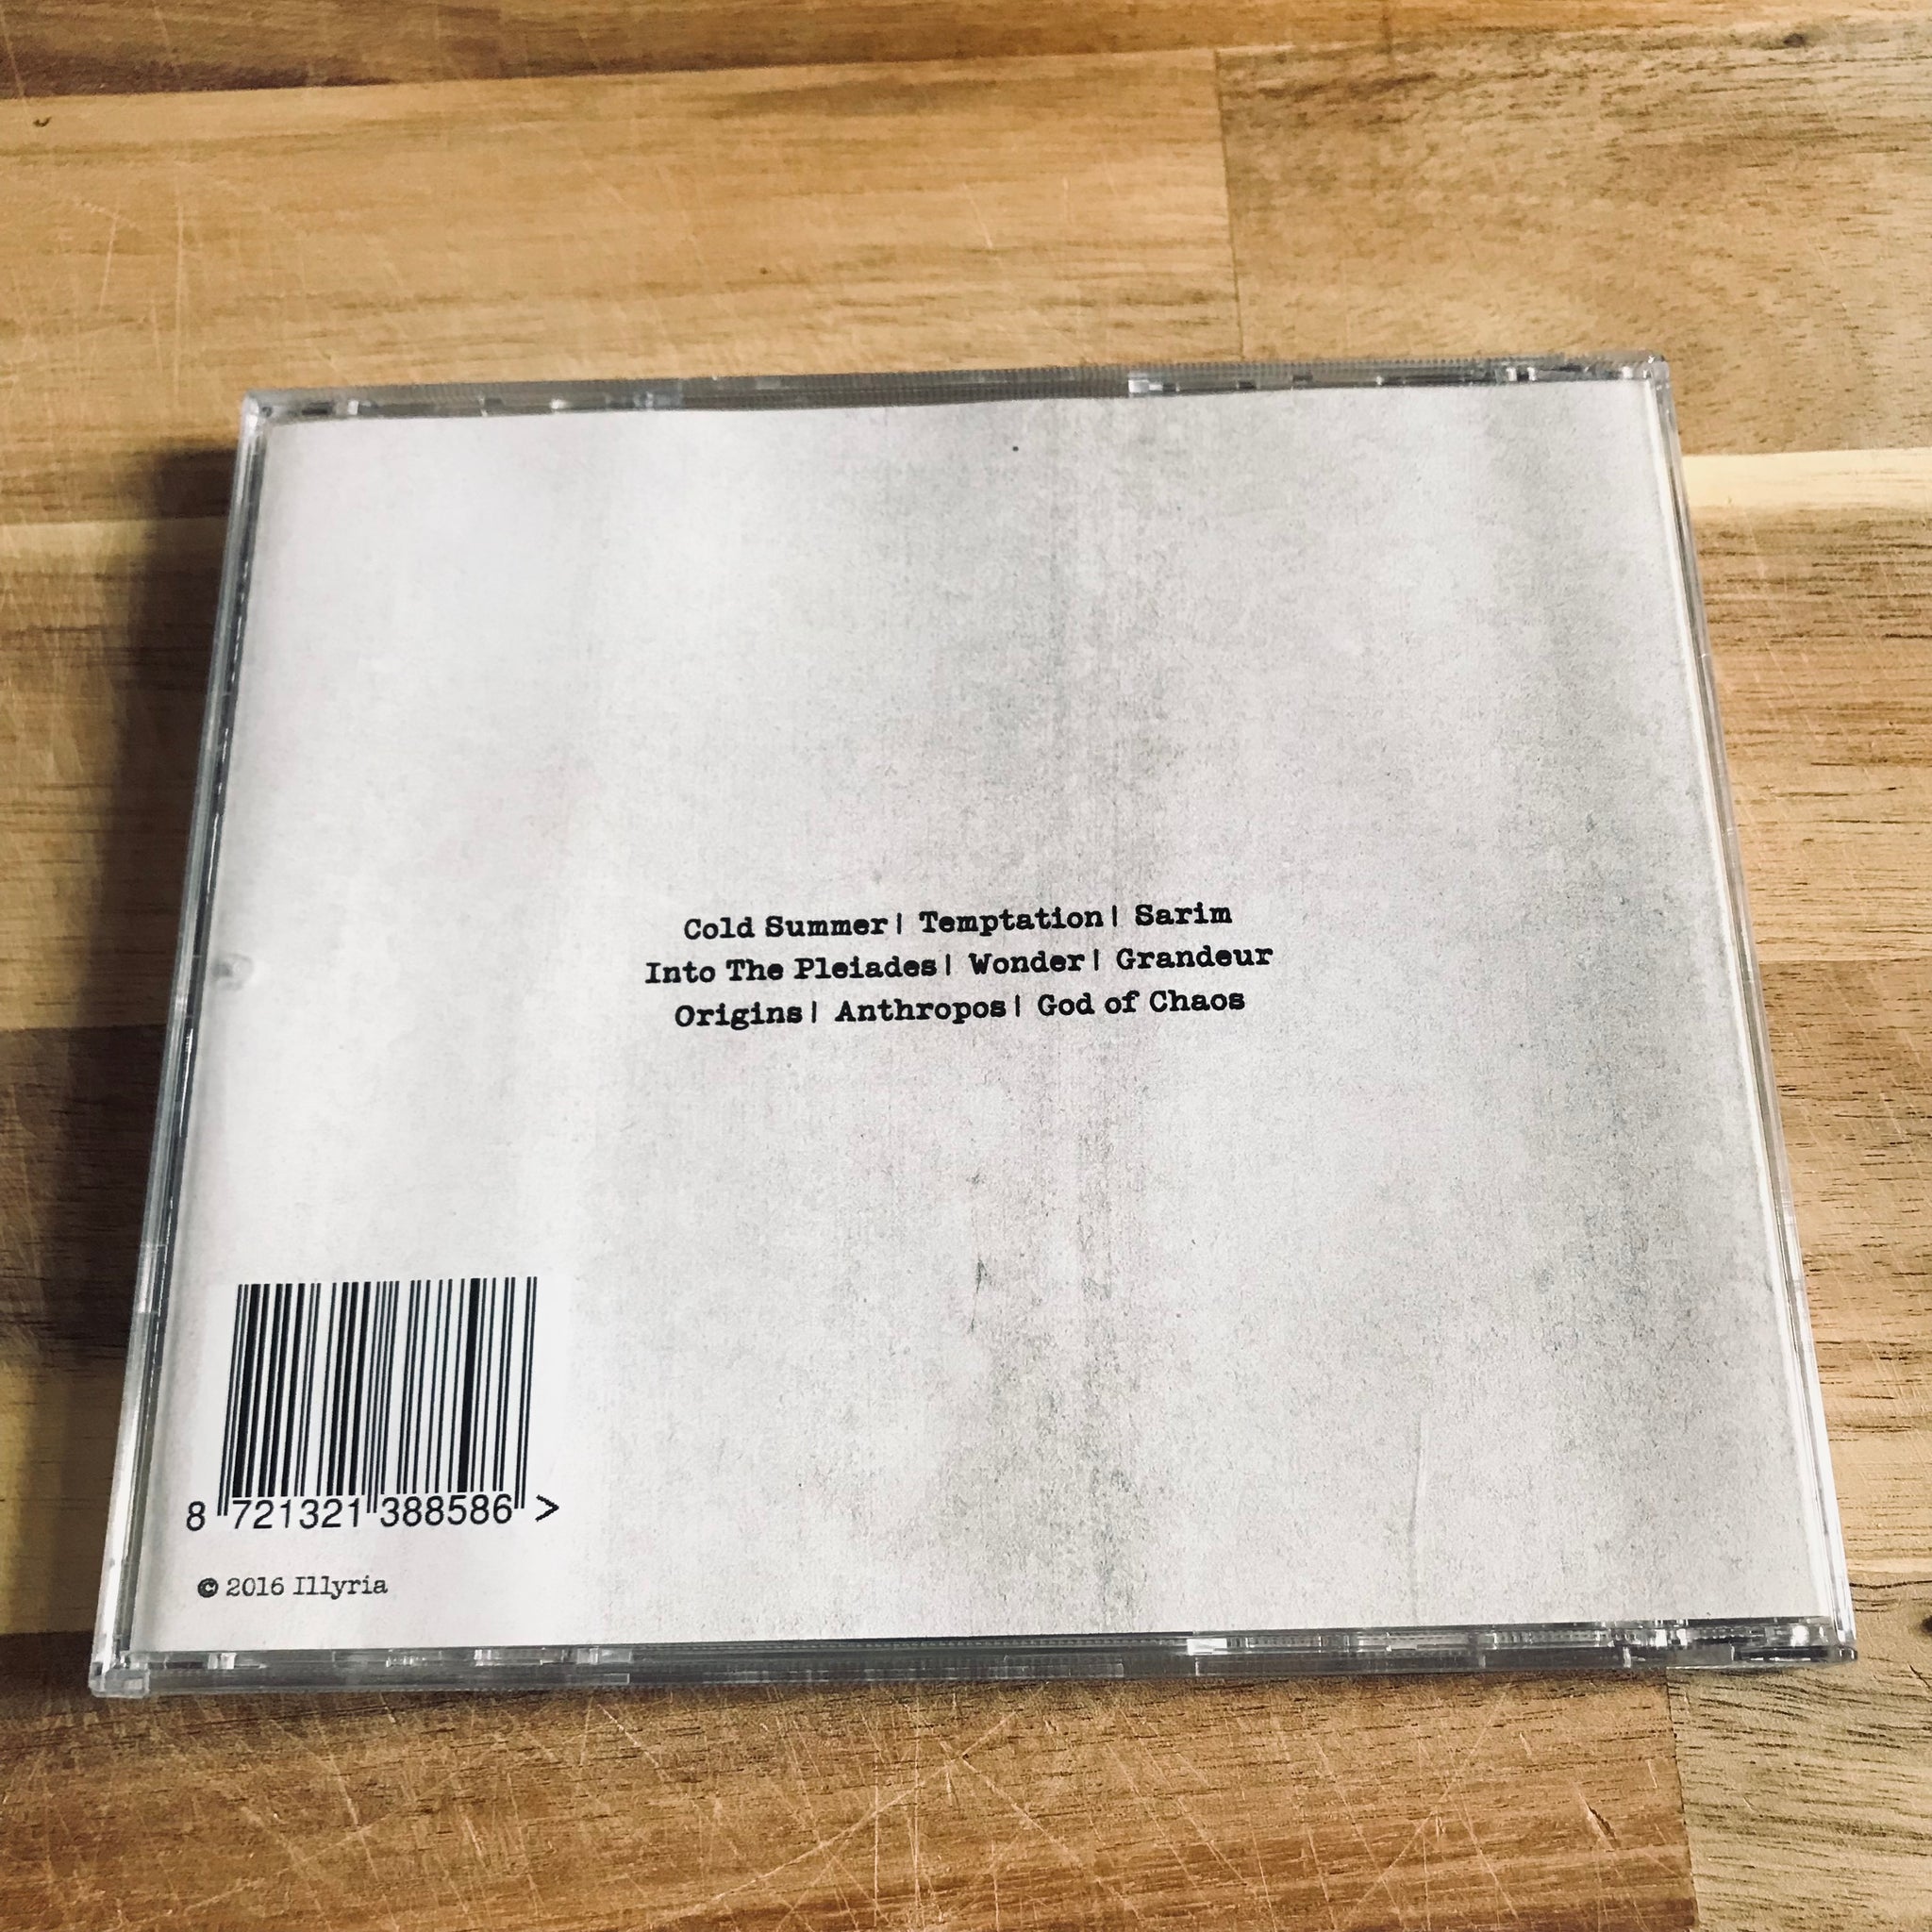 Cold Summer| Temptation| Sarim
Into The Pleiades| Wonder| Grandeur
Origins| Anthropos| God of Chaos
8 721321 388586 >
© 2016 Illyria